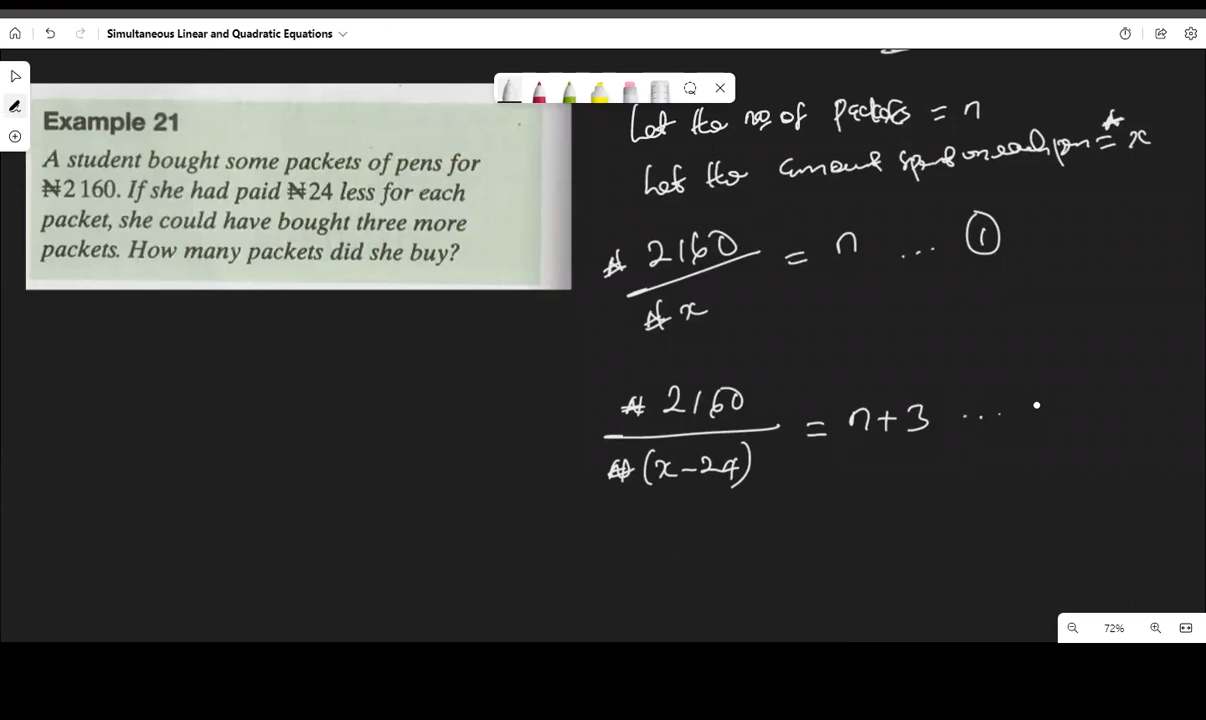 Simultaneous Linear and Quadratic Equations
Example 21
A student bought some packets of pens for
₦2 160. If she had paid ₦24 less for each
packet, she could have bought three more
packets. How many packets did she buy?
Let the no of packets = n
Let the amount spent on each pen = ₦ x
₦ 2160 / ₦ x = n ... ①
₦ 2160 / ₦ (x-24) = n+3 ...
72%